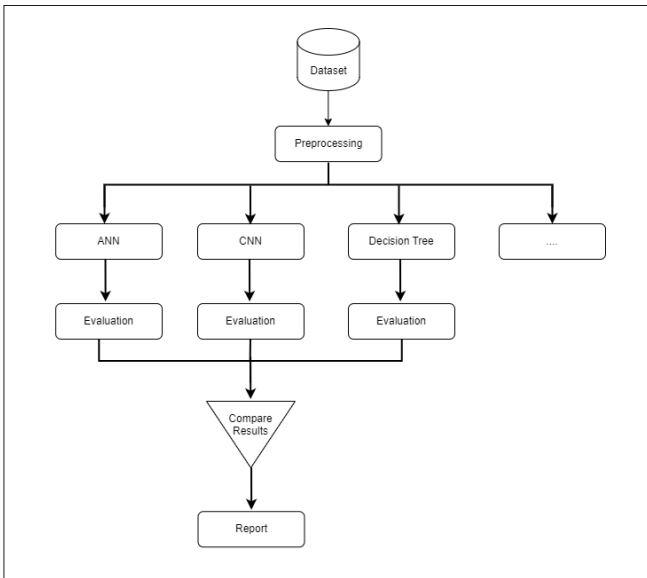 Dataset
Preprocessing
ANN
CNN
Decision Tree
....
Evaluation
Evaluation
Evaluation
Compare
Results
Report